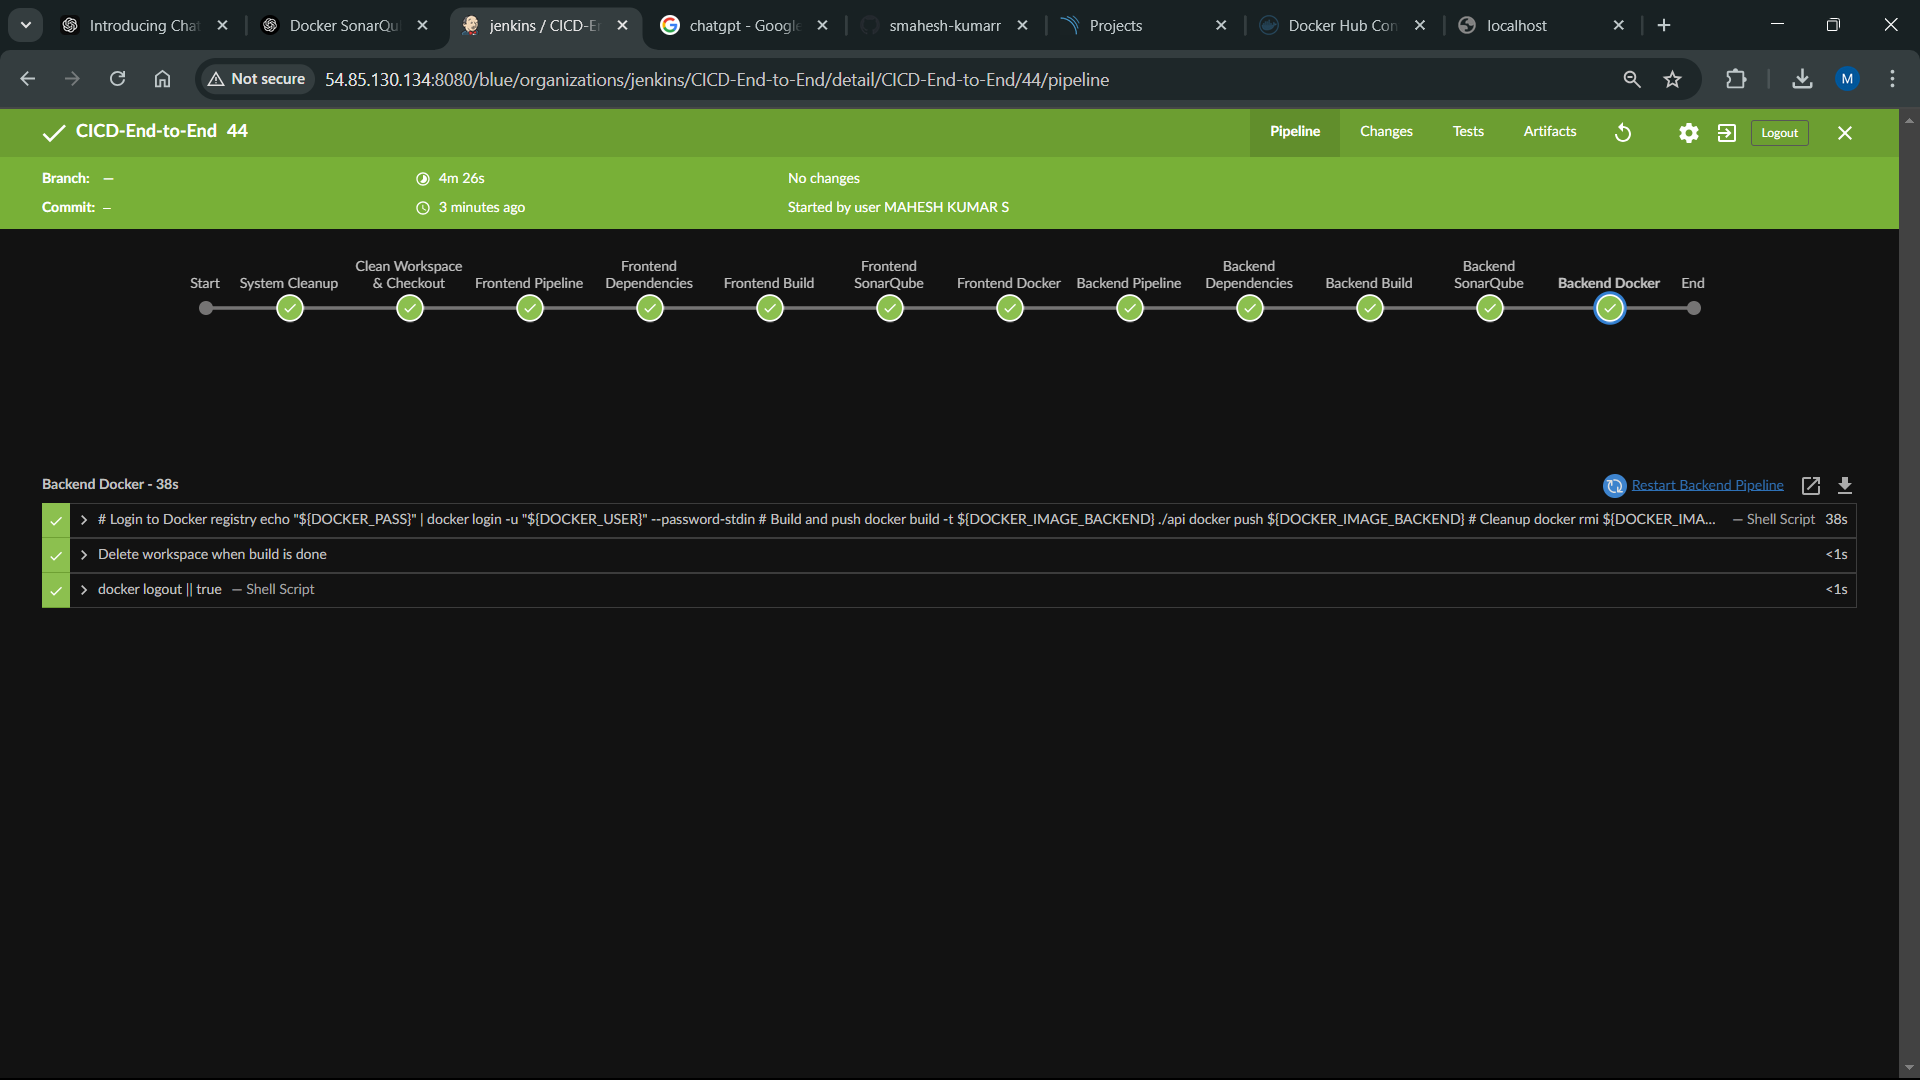 Introducing Chat
Docker SonarQu
jenkins / CICD-En
chatgpt - Google
smahesh-kumarr
Projects
Docker Hub Con
localhost
Not secure
54.85.130.134:8080/blue/organizations/jenkins/CICD-End-to-End/detail/CICD-End-to-End/44/pipeline
M
CICD-End-to-End 44
Pipeline
Changes
Tests
Artifacts
Logout
Branch: —
4m 26s
No changes
Commit: –
3 minutes ago
Started by user MAHESH KUMAR S
Start
System Cleanup
Clean Workspace
& Checkout
Frontend Pipeline
Frontend
Dependencies
Frontend Build
Frontend
SonarQube
Frontend Docker
Backend Pipeline
Backend
Dependencies
Backend Build
Backend
SonarQube
Backend Docker
End
Backend Docker - 38s
Restart Backend Pipeline
# Login to Docker registry echo "${DOCKER_PASS}" | docker login -u "${DOCKER_USER}" --password-stdin # Build and push docker build -t ${DOCKER_IMAGE_BACKEND} ./api docker push ${DOCKER_IMAGE_BACKEND} # Cleanup docker rmi ${DOCKER_IMA... — Shell Script 38s
Delete workspace when build is done <1s
docker logout || true — Shell Script <1s